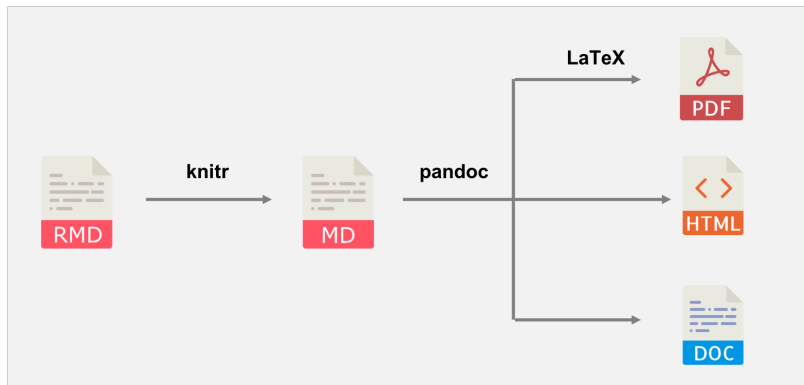 LaTeX
PDF
knitr
pandoc
RMD
MD
HTML
DOC